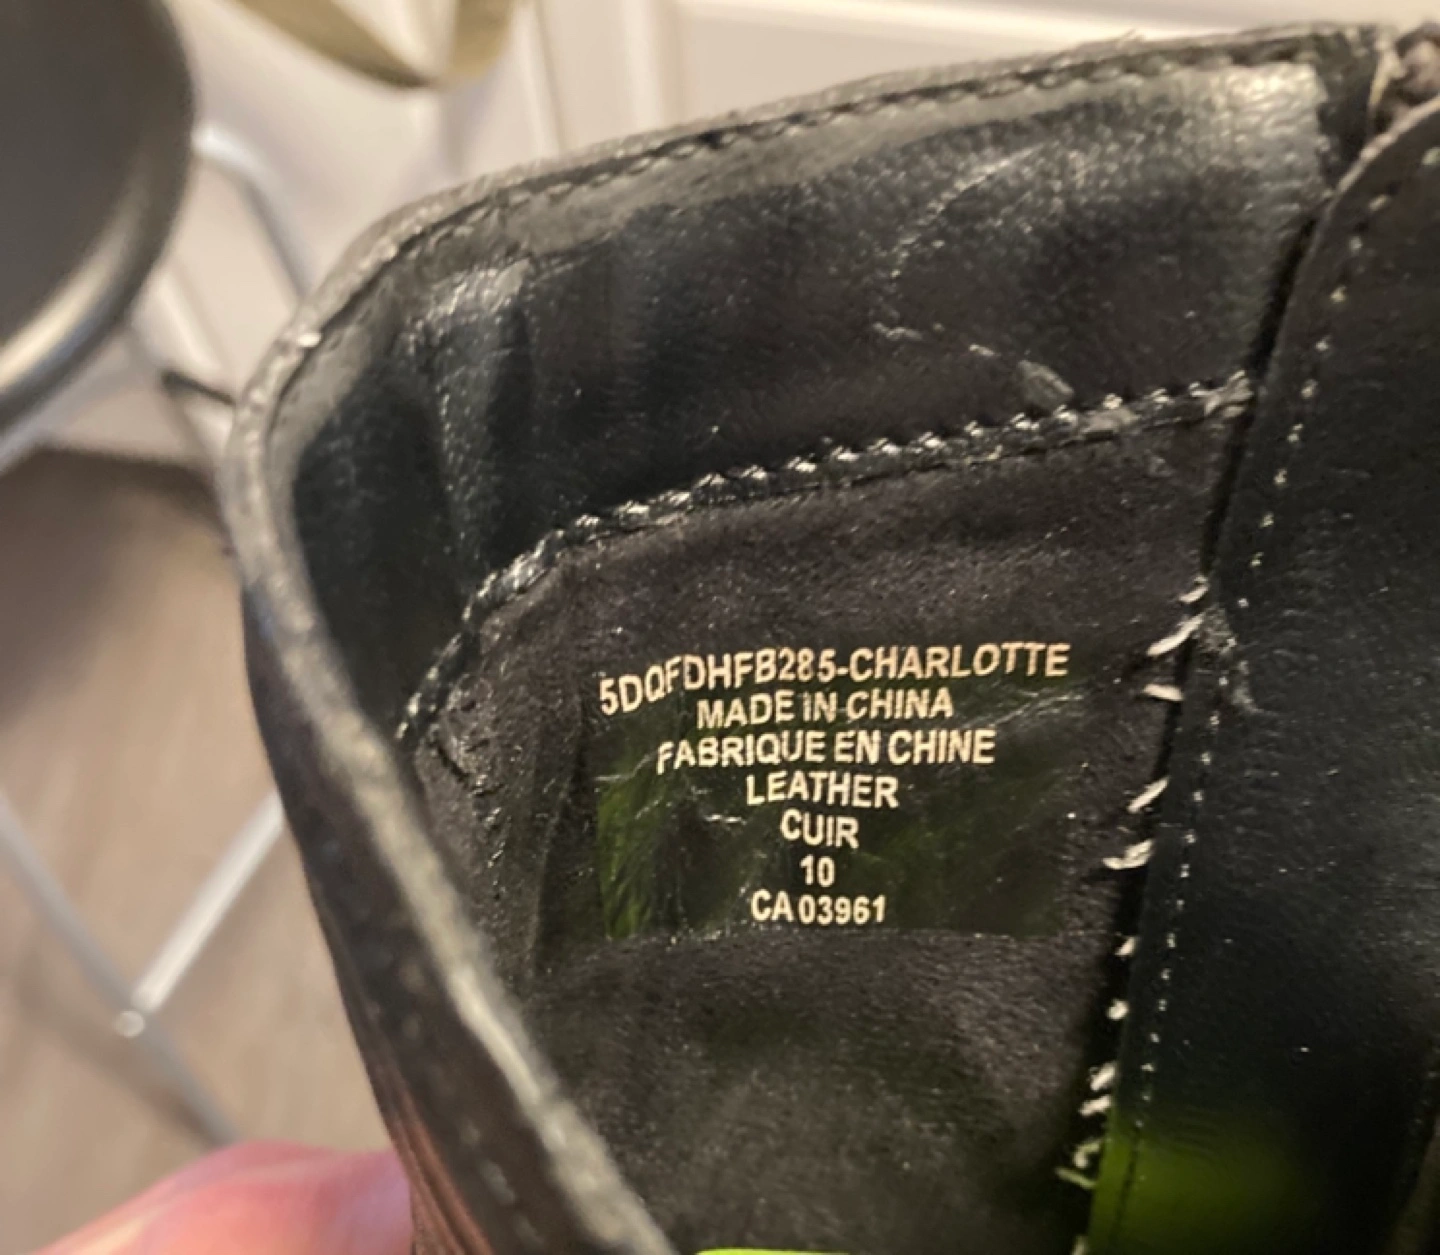 5DQFDHFB285-CHARLOTTE
MADE IN CHINA
FABRIQUE EN CHINE
LEATHER
CUIR
10
CA03961